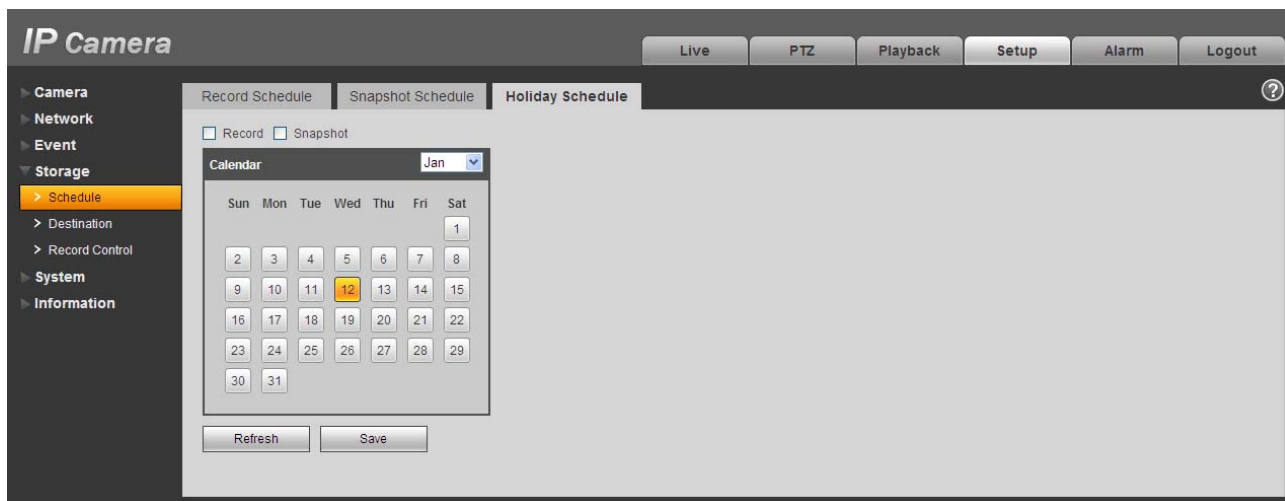 IP Camera
Live PTZ Playback Setup Alarm Logout
Camera
Network
Event
Storage
> Schedule
> Destination
> Record Control
System
Information
Record Schedule Snapshot Schedule Holiday Schedule
?
Record Snapshot
Calendar Jan
Sun Mon Tue Wed Thu Fri Sat
1
2 3 4 5 6 7 8
9 10 11 12 13 14 15
16 17 18 19 20 21 22
23 24 25 26 27 28 29
30 31
Refresh Save